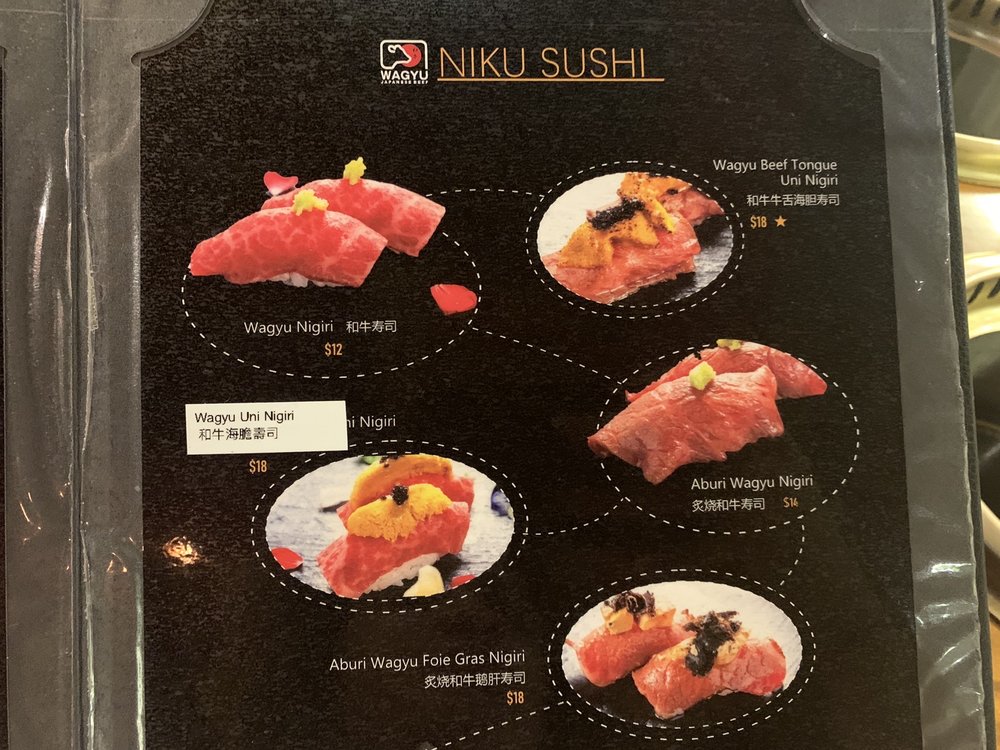 WAGYU
JAPANESE BEEF
NIKU SUSHI
Wagyu Beef Tongue
Uni Nigiri
和牛牛舌海胆寿司
$18 ★
Wagyu Nigiri 和牛寿司
$12
Wagyu Uni Nigiri
和牛海膽壽司
Nigiri
$18
Aburi Wagyu Nigiri
炙烧和牛寿司 $14
Aburi Wagyu Foie Gras Nigiri
炙烧和牛鹅肝寿司
$18